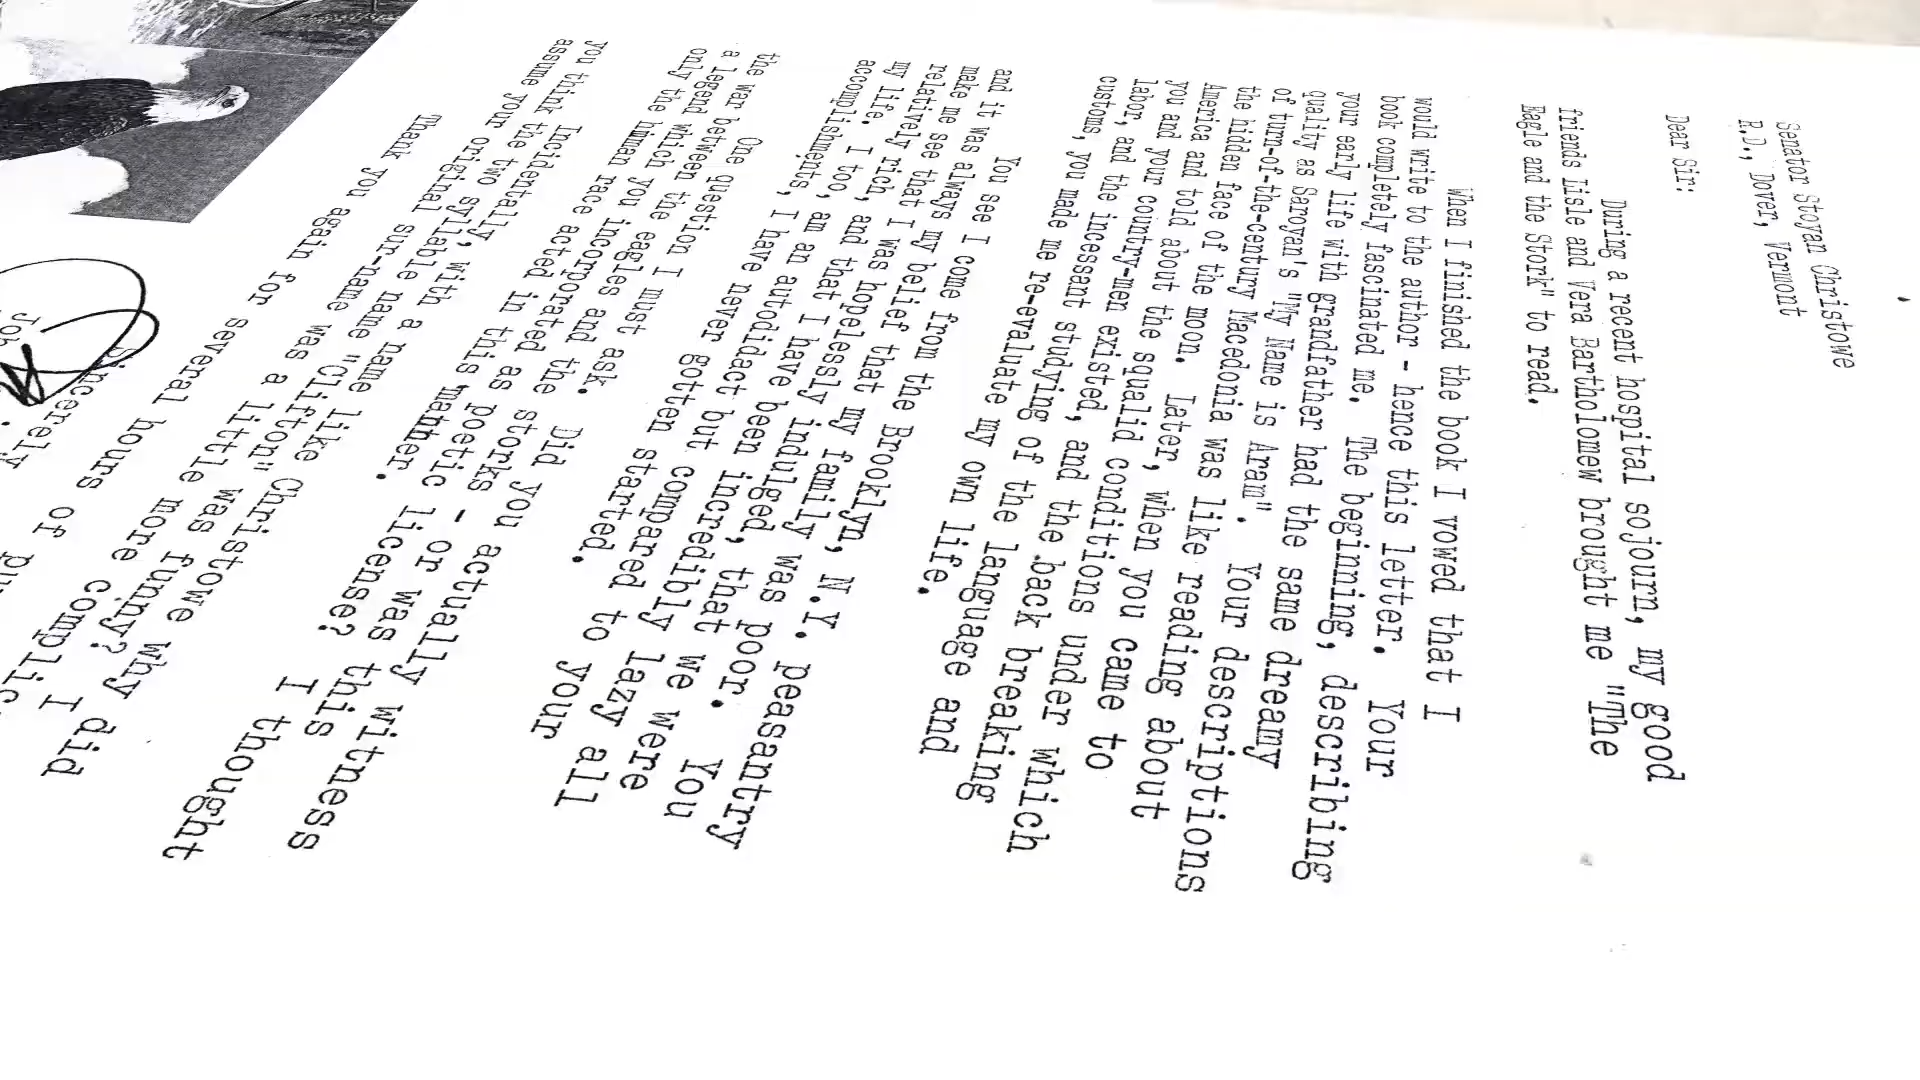 Senator Stoyan Christowe
R.D., Dover, Vermont
Dear Sir:
During a recent hospital sojourn, my good
friends Lisle and Vera Bartholomew brought me "The
Eagle and the Stork" to read.
When I finished the book I vowed that I
would write to the author - hence this letter. Your
book completely fascinated me. The beginning, describing
your early life with grandfather had the same dreamy
quality as Saroyan's "My Name is Aram". Your descriptions
of turn-of-the-century Macedonia was like reading about
the hidden face of the moon. Later, when you came to
America and told about the squalid conditions under which
you and your country-men existed, and the back breaking
labor, and the incessant studying of the language and
customs, you made me re-evaluate my own life.
You see I come from the Brooklyn, N.Y. peasantry
and it was always my belief that my family was poor. You
make me see that I was hopelessly indulged, that we were
relatively rich, and that I have been incredibly lazy all
my life. I too, am an autodidact but compared to your
accomplishments, I have never gotten started.
One question I must ask. Did you actually witness
the war between the eagles and the storks - or was this
a legend which you incorporated as poetic license? I thought
only the human race acted in this manner.
Incidentally, with a name like Christowe why did
you think the two syllable name "Clifton" was funny? I
assume your original sur-name was a little more
Thank you again for several hours of
Sincerely